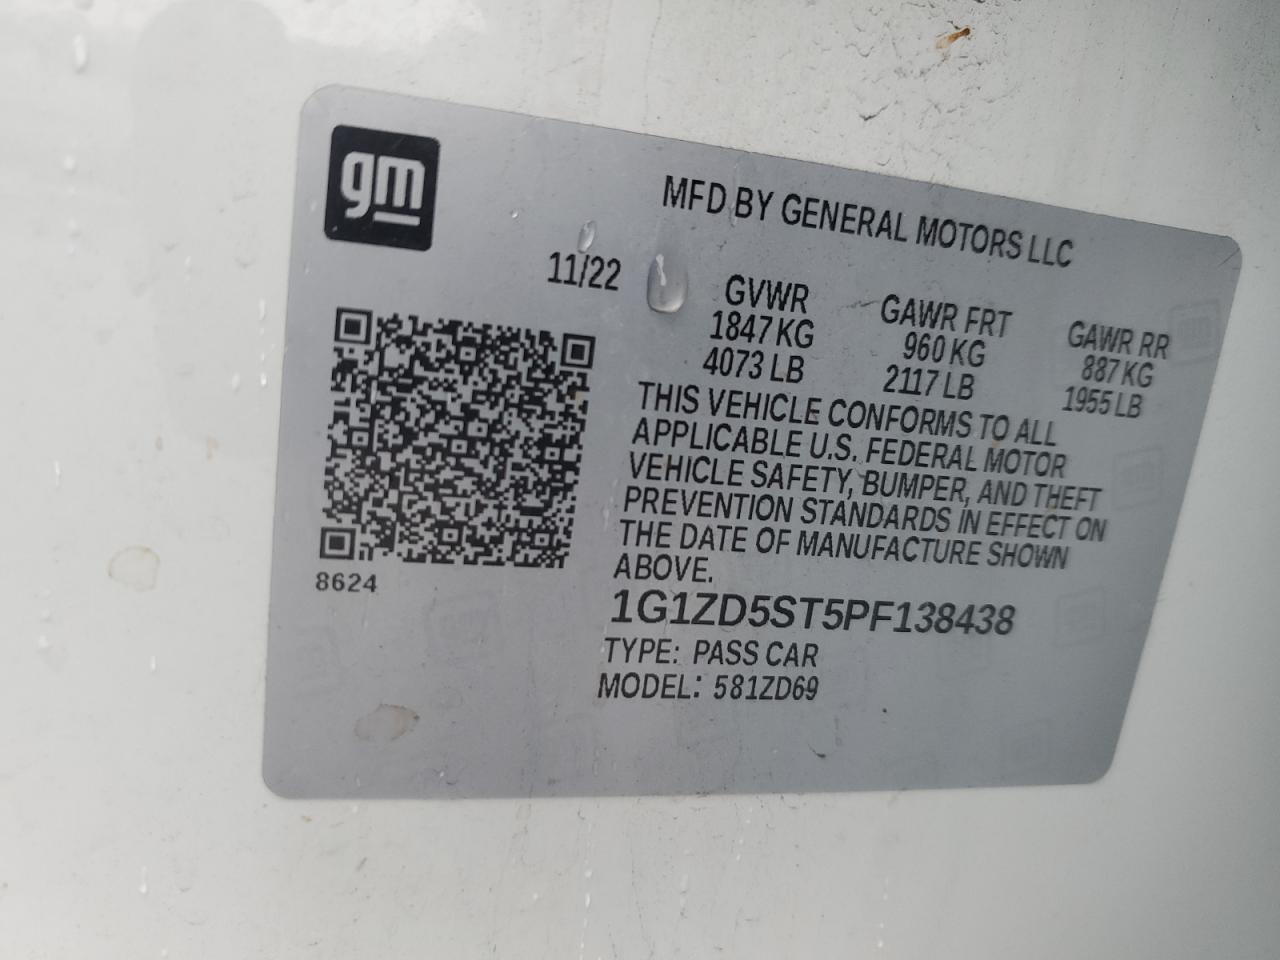 gm
MFD BY GENERAL MOTORS LLC
11/22
GVWR GAWR FRT GAWR RR
1847 KG 960 KG 887 KG
4073 LB 2117 LB 1955 LB
THIS VEHICLE CONFORMS TO ALL
APPLICABLE U.S. FEDERAL MOTOR
VEHICLE SAFETY, BUMPER, AND THEFT
PREVENTION STANDARDS IN EFFECT ON
THE DATE OF MANUFACTURE SHOWN
ABOVE.
8624
1G1ZD5ST5PF138438
TYPE: PASS CAR
MODEL: 581ZD69